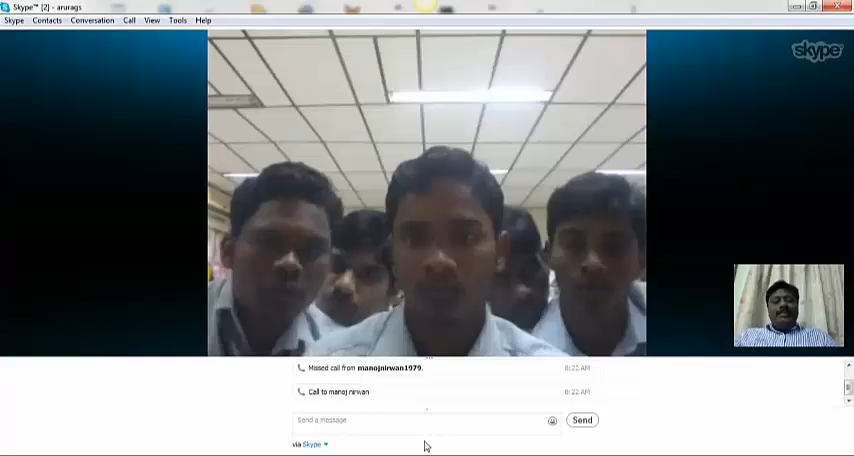 Skype™ [2] - arurags
Skype Contacts Conversation Call View Tools Help
skype
Missed call from manojnirwan1979. 8:22 AM
Call to manoj nirwan 8:22 AM
Send a message Send
via Skype